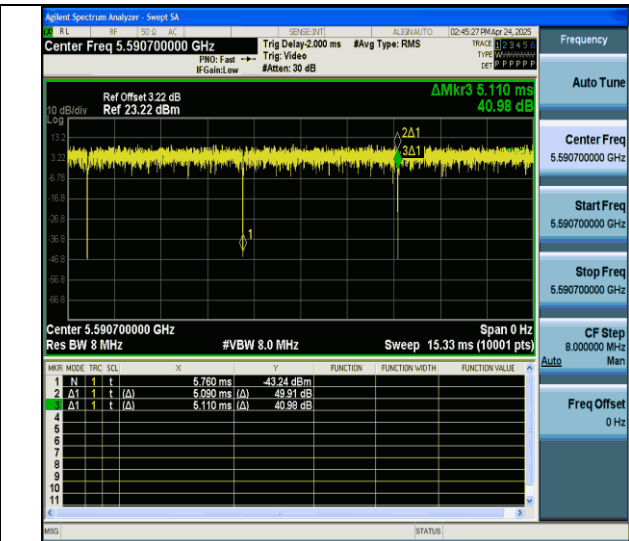 Agilent Spectrum Analyzer - Swept SA
RL RF 50 Ω AC SENSE:INT ALIGNAUTO 02:45:27 PM Apr 24, 2025
Center Freq 5.590700000 GHz Trig Delay-2.000 ms #Avg Type: RMS TRACE 1 2 3 4 5 6
PNO: Fast Trig: Video TYPE
IFGain:Low #Atten: 30 dB DET P P P P P P
Ref Offset 3.22 dB ΔMkr3 5.110 ms
10 dB/div Ref 23.22 dBm 40.98 dB
Log
13.2
3.22
-6.78
-16.8
-26.8
-36.8
-46.8
-56.8
-66.8
2Δ1
3Δ1
1
Center 5.590700000 GHz Span 0 Hz
Res BW 8 MHz #VBW 8.0 MHz Sweep 15.33 ms (10001 pts)
MKR MODE TRC SCL X Y FUNCTION FUNCTION WIDTH FUNCTION VALUE
1 N 1 t 5.760 ms -43.24 dBm
2 Δ1 1 t (Δ) 5.090 ms (Δ) 49.91 dB
3 Δ1 1 t (Δ) 5.110 ms (Δ) 40.98 dB
4
5
6
7
8
9
10
11
MSG STATUS
Frequency
Auto Tune
Center Freq
5.590700000 GHz
Start Freq
5.590700000 GHz
Stop Freq
5.590700000 GHz
CF Step
8.000000 MHz
Auto Man
Freq Offset
0 Hz